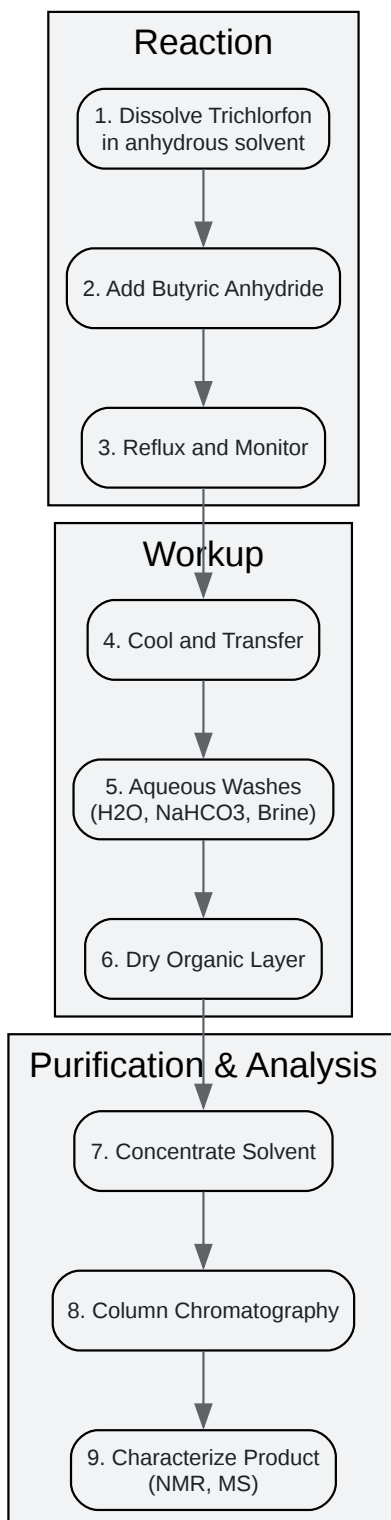 Reaction
1. Dissolve Trichlorfon
in anhydrous solvent
2. Add Butyric Anhydride
3. Reflux and Monitor
Workup
4. Cool and Transfer
5. Aqueous Washes
(H2O, NaHCO3, Brine)
6. Dry Organic Layer
Purification & Analysis
7. Concentrate Solvent
8. Column Chromatography
9. Characterize Product
(NMR, MS)